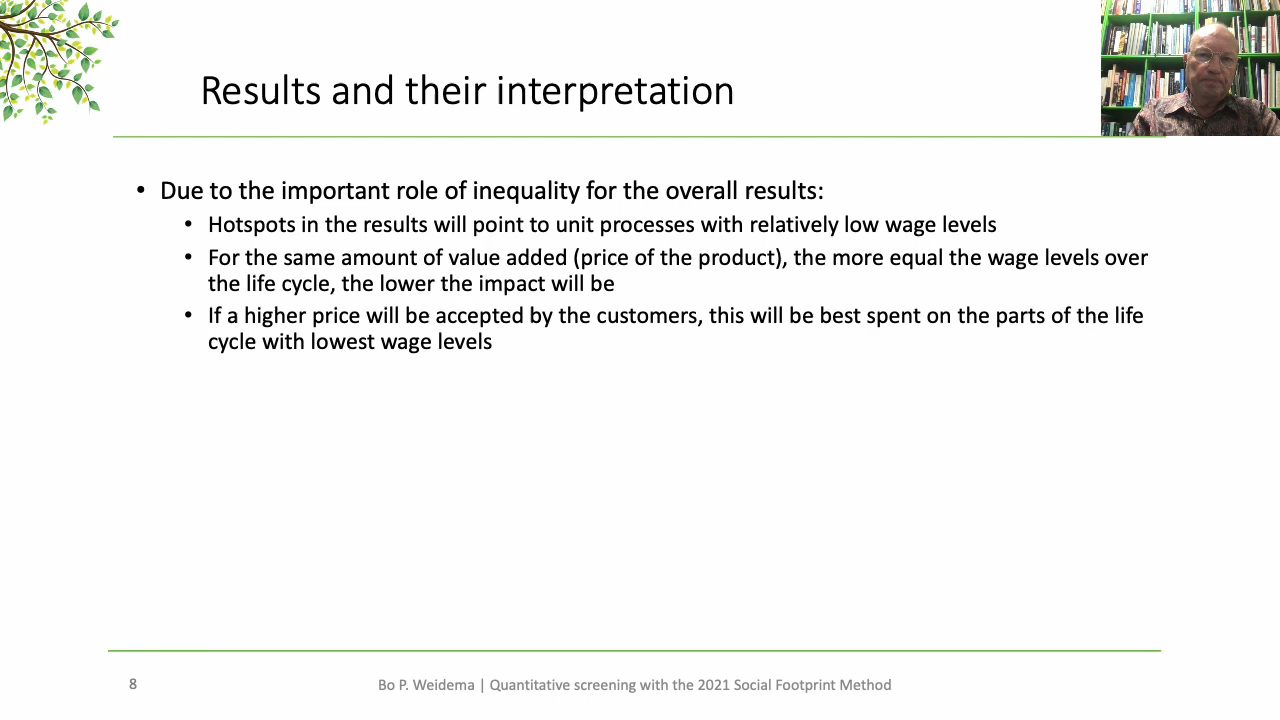 Results and their interpretation
• Due to the important role of inequality for the overall results:
• Hotspots in the results will point to unit processes with relatively low wage levels
• For the same amount of value added (price of the product), the more equal the wage levels over
the life cycle, the lower the impact will be
• If a higher price will be accepted by the customers, this will be best spent on the parts of the life
cycle with lowest wage levels
8
Bo P. Weidema | Quantitative screening with the 2021 Social Footprint Method